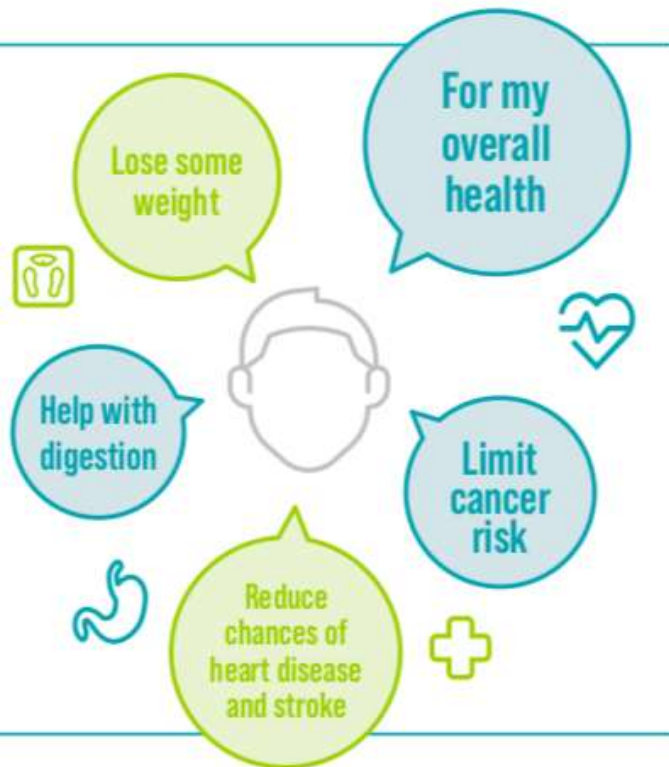 Lose some
weight
For my
overall
health
Help with
digestion
Limit
cancer
risk
Reduce
chances of
heart disease
and stroke